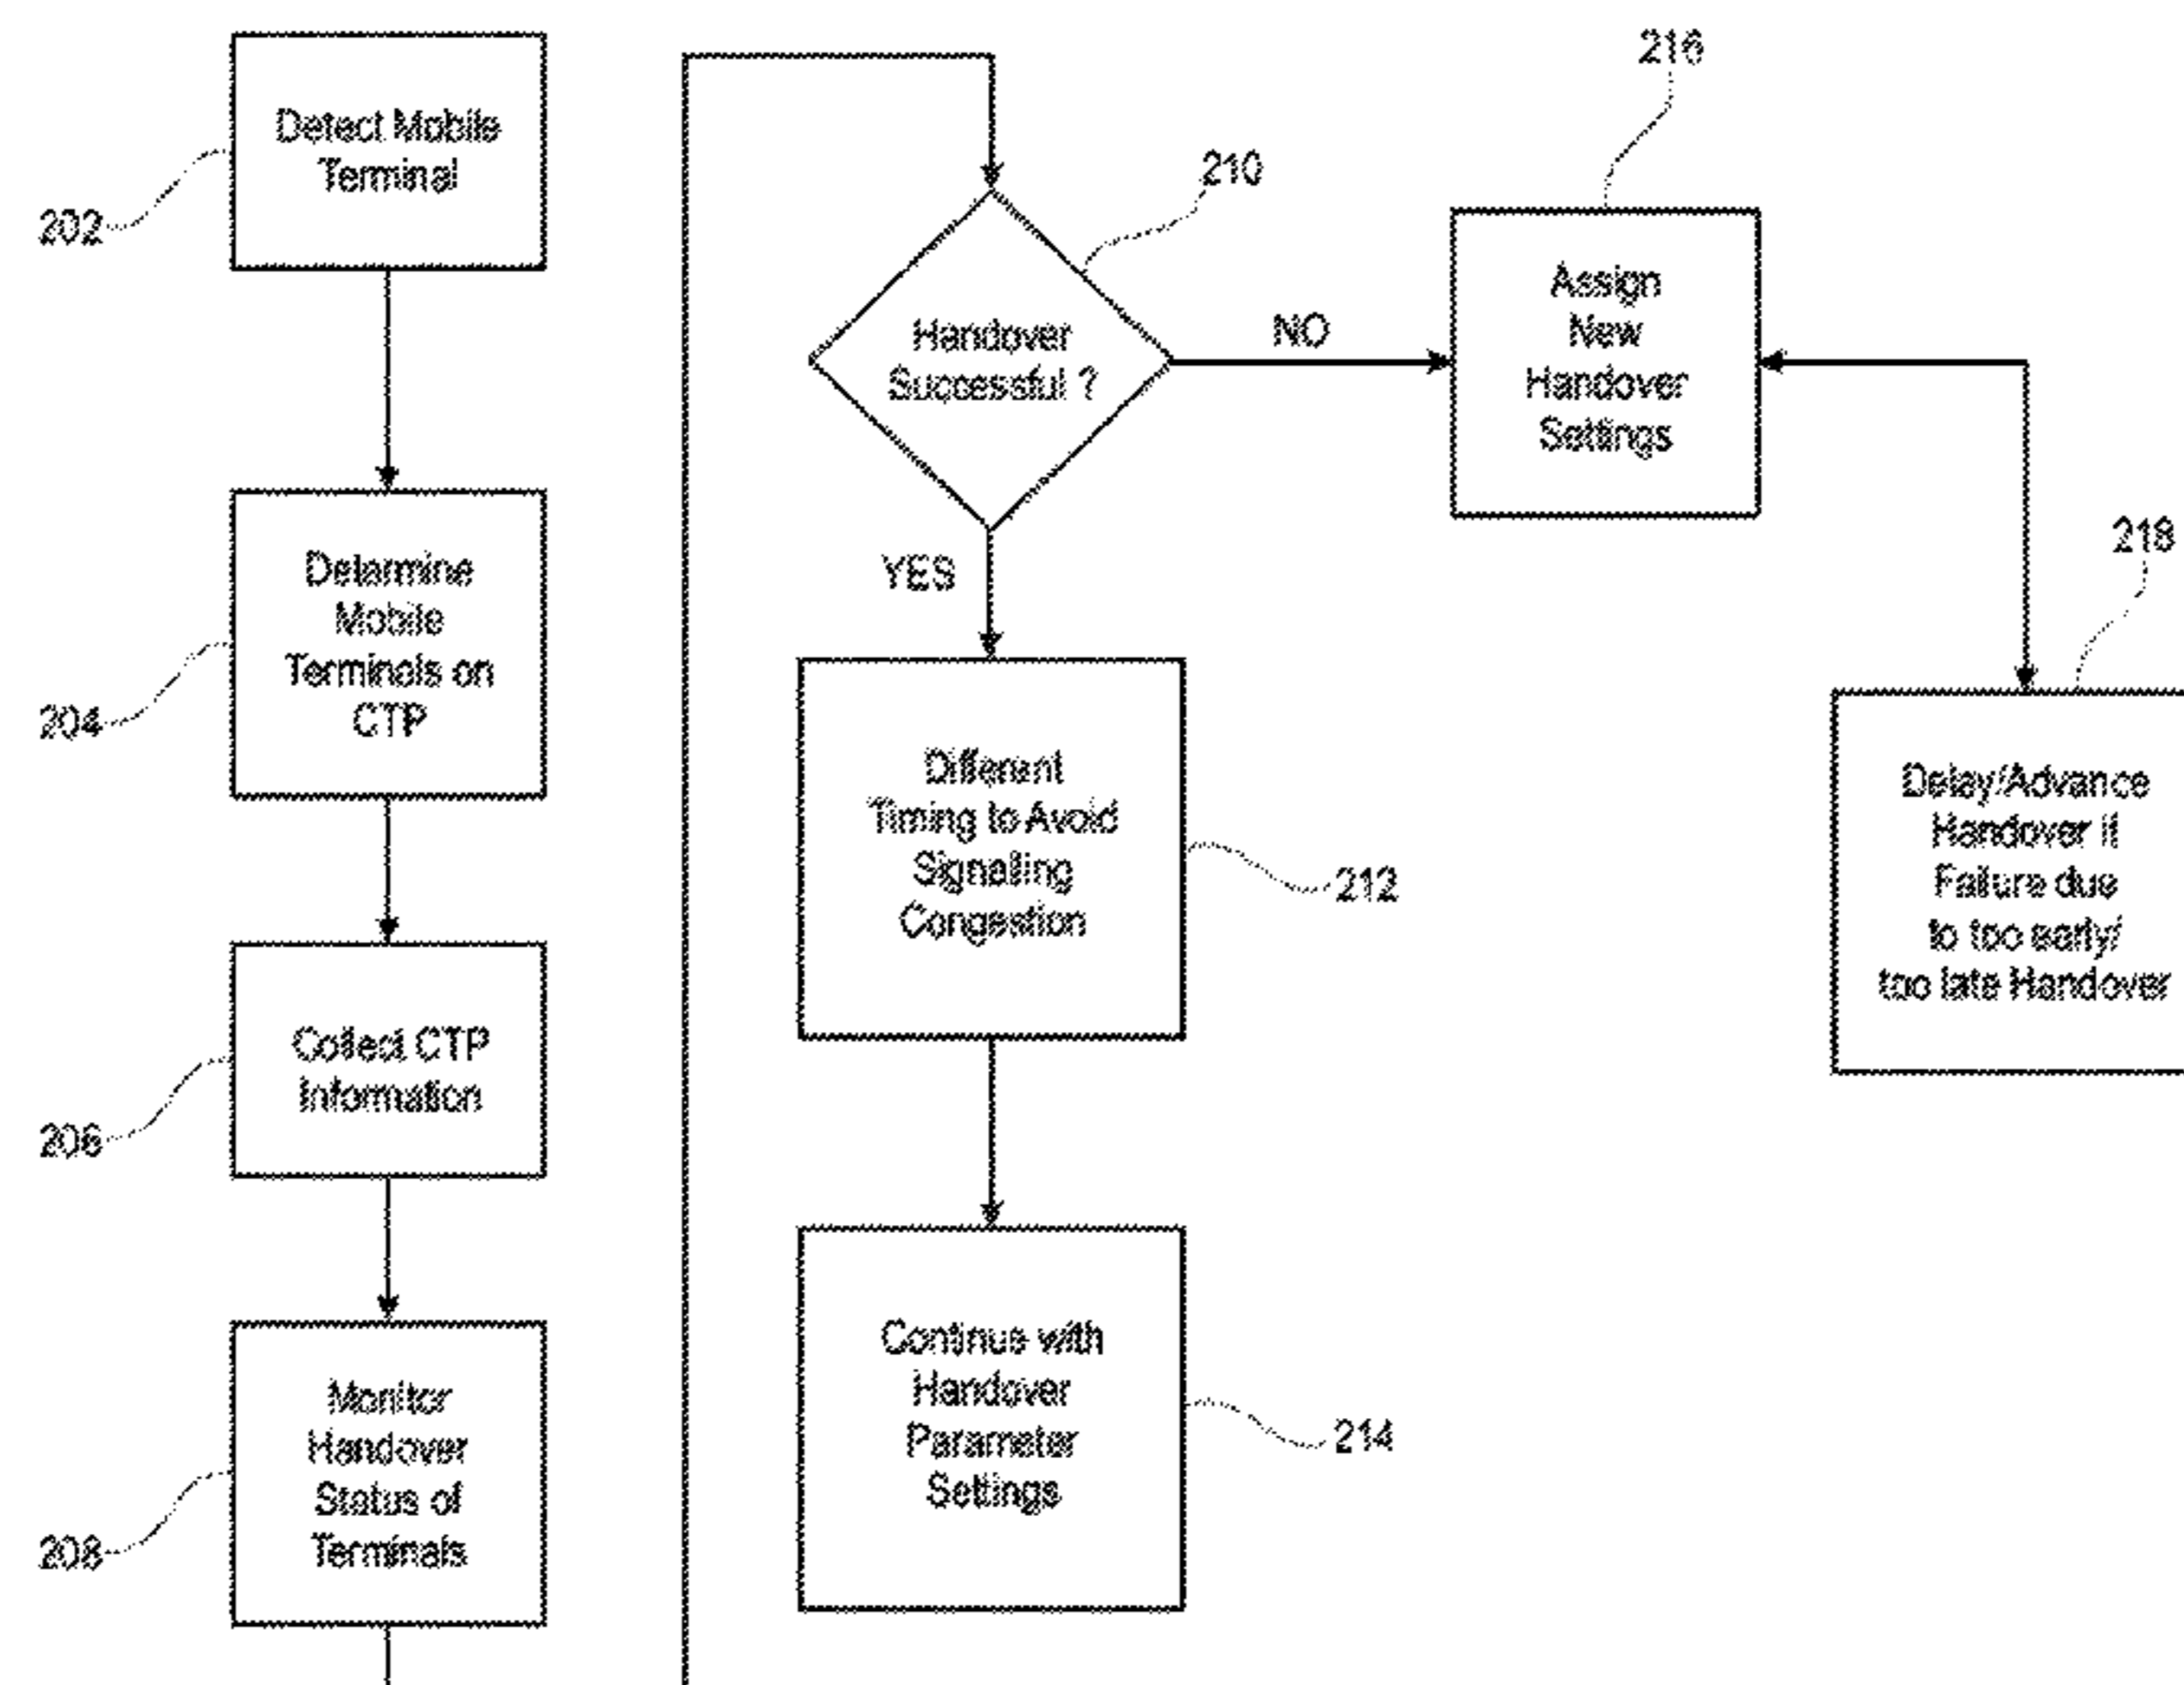 Detect Mobile
Terminal
202
Determine
Mobile
Terminals on
CTP
204
Collect CTP
Information
206
Monitor
Handover
Status of
Terminals
208
210
Handover
Successful ?
NO
YES
Different
Timing to Avoid
Signalling
Congestion
212
Continue with
Handover
Parameter
Settings
214
216
Assign
New
Handover
Settings
218
Delay/Advance
Handover if
Failure due
to too early/
too late Handover